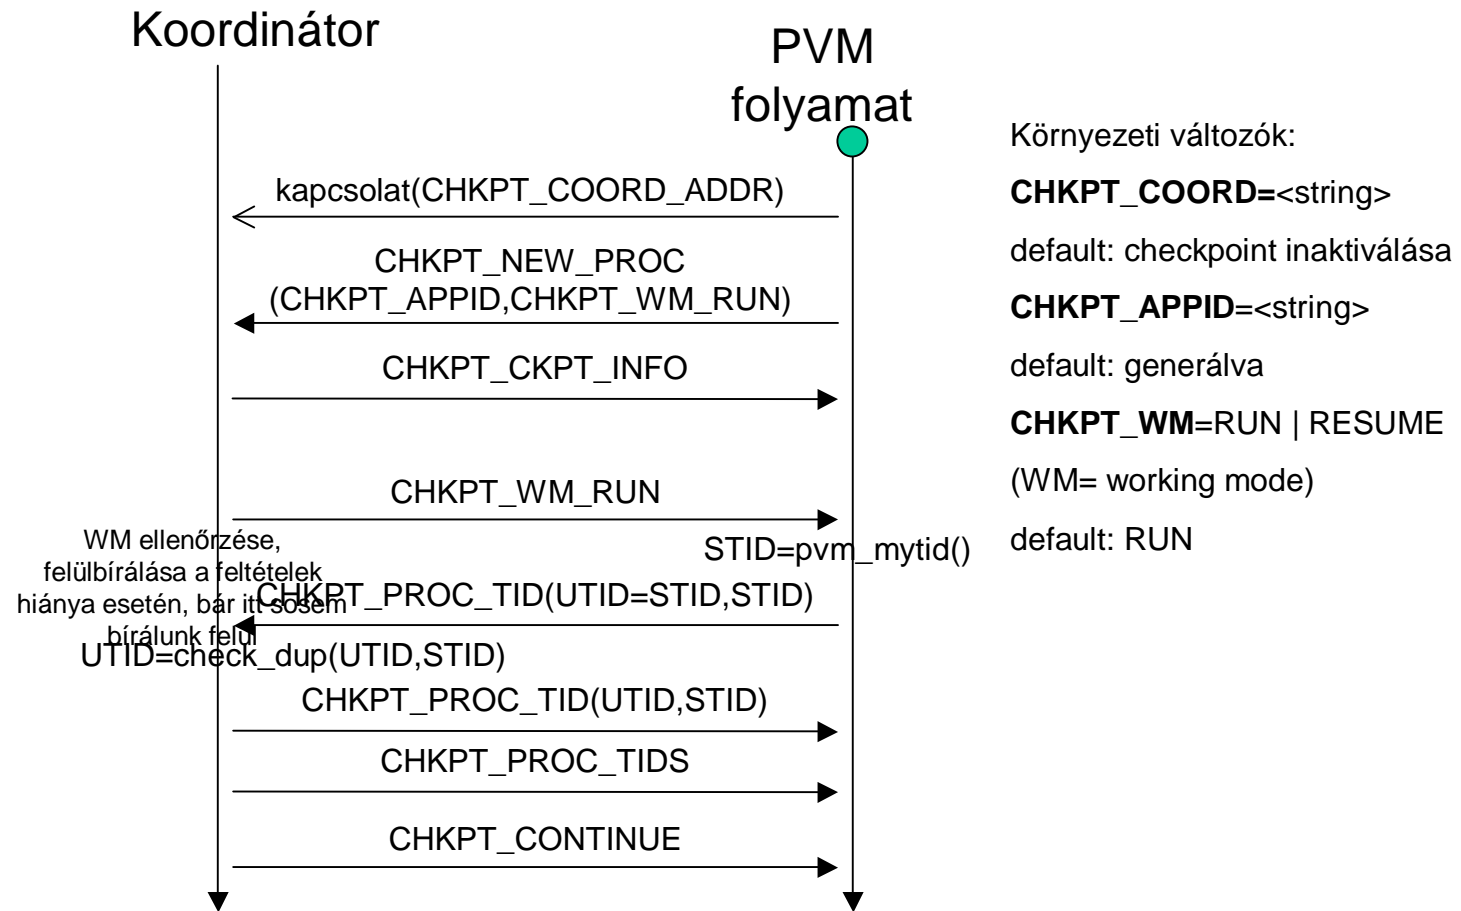 Koordinátor
PVM
folyamat
kapcsolat(CHKPT_COORD_ADDR)
CHKPT_NEW_PROC
(CHKPT_APPID,CHKPT_WM_RUN)
CHKPT_CKPT_INFO
CHKPT_WM_RUN
WM ellenőrzése,
felülbírálása a feltételek
hiánya esetén, bár itt sosem
bírálunk felül
STID=pvm_mytid()
CHKPT_PROC_TID(UTID=STID,STID)
UTID=check_dup(UTID,STID)
CHKPT_PROC_TID(UTID,STID)
CHKPT_PROC_TIDS
CHKPT_CONTINUE
Környezeti változók:
CHKPT_COORD=<string>
default: checkpoint inaktiválása
CHKPT_APPID=<string>
default: generálva
CHKPT_WM=RUN | RESUME
(WM= working mode)
default: RUN